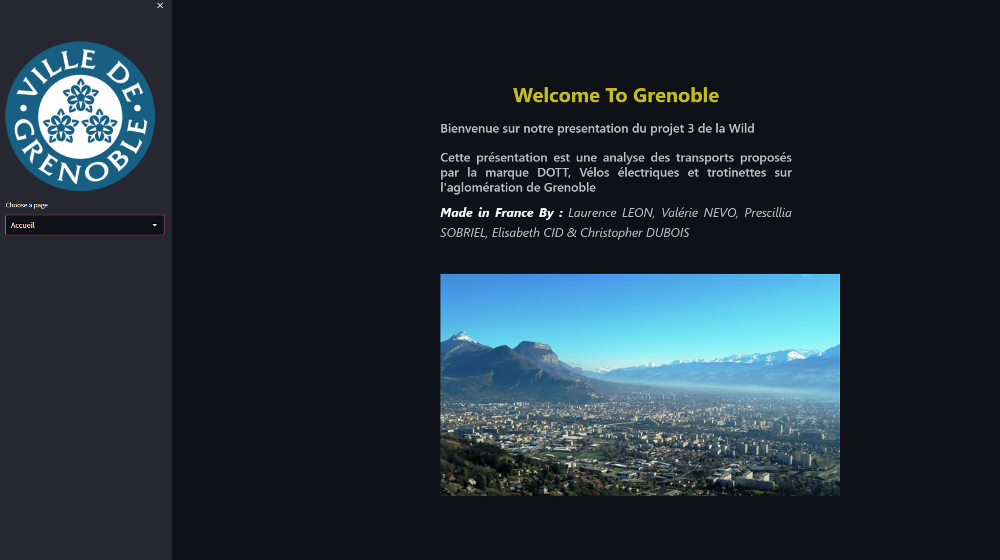 VILLE DE
GRENOBLE
Choose a page
Accueil
Welcome To Grenoble
Bienvenue sur notre presentation du projet 3 de la Wild
Cette présentation est une analyse des transports proposés
par la marque DOTT, Vélos électriques et trotinettes sur
l'aglomération de Grenoble
Made in France By : Laurence LEON, Valérie NEVO, Prescillia
SOBRIEL, Elisabeth CID & Christopher DUBOIS